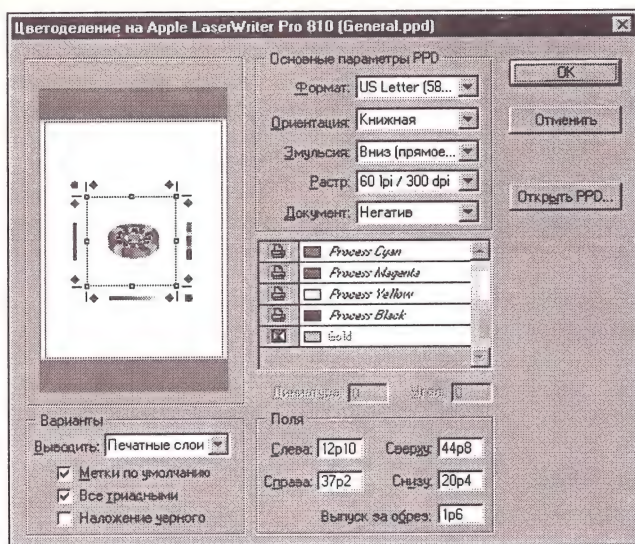 Цветоделение на Apple LaserWriter Pro 810 (General.ppd)
Основные параметры PPD
Формат: US Letter (58...
Ориентация: Книжная
Эмульсия: Вниз (прямое...
Растр: 60 lpi / 300 dpi
Документ: Негатив
OK
Отменить
Открыть PPD...
Process Cyan
Process Magenta
Process Yellow
Process Black
Gold
Линиатура: 0 Угол: 0
Варианты
Выводить: Печатные слои
Метки по умолчанию
Все триадными
Наложение черного
Поля
Слева: 12p10 Сверху: 44p8
Справа: 37p2 Снизу: 20p4
Выпуск за обрез: 1p6